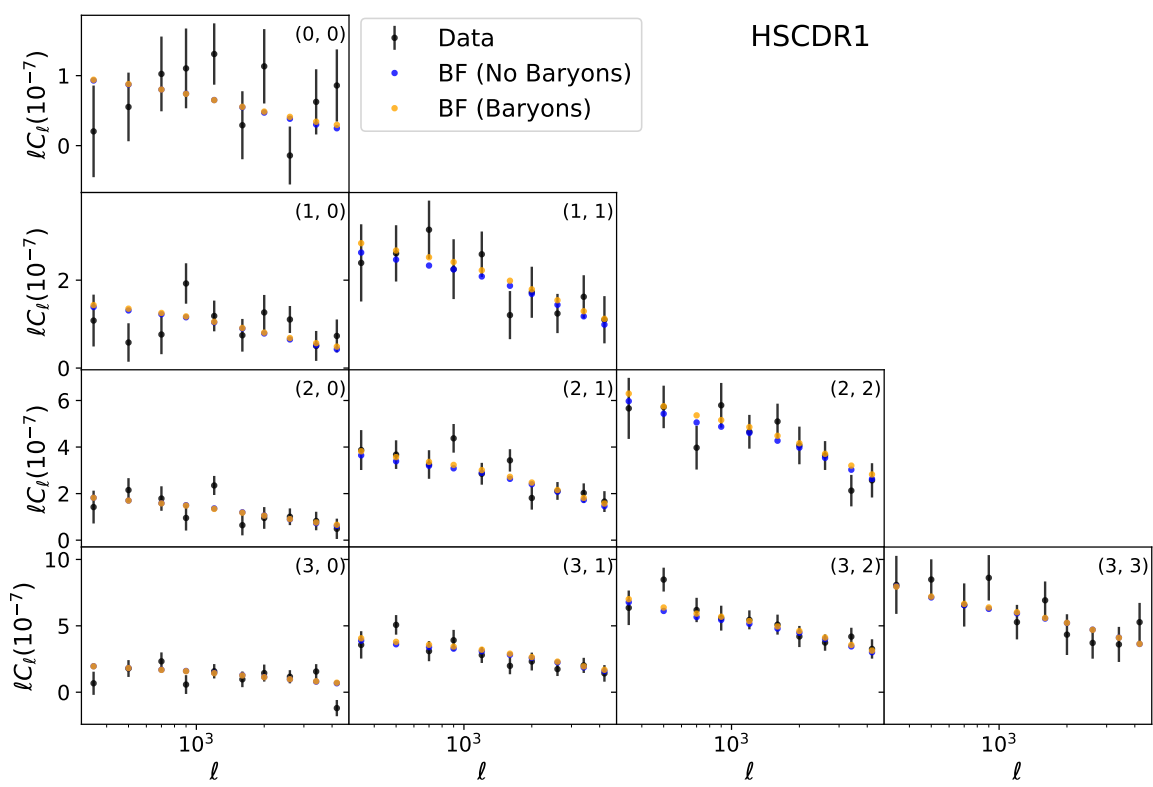 HSCDR1
Data
BF (No Baryons)
BF (Baryons)
ℓCℓ(10⁻⁷)
(0, 0)
1
0
ℓCℓ(10⁻⁷)
(1, 0)
(1, 1)
2
0
ℓCℓ(10⁻⁷)
(2, 0)
(2, 1)
(2, 2)
6
4
2
0
ℓCℓ(10⁻⁷)
(3, 0)
(3, 1)
(3, 2)
(3, 3)
10
5
0
10³ 10³ 10³ 10³
ℓ ℓ ℓ ℓ